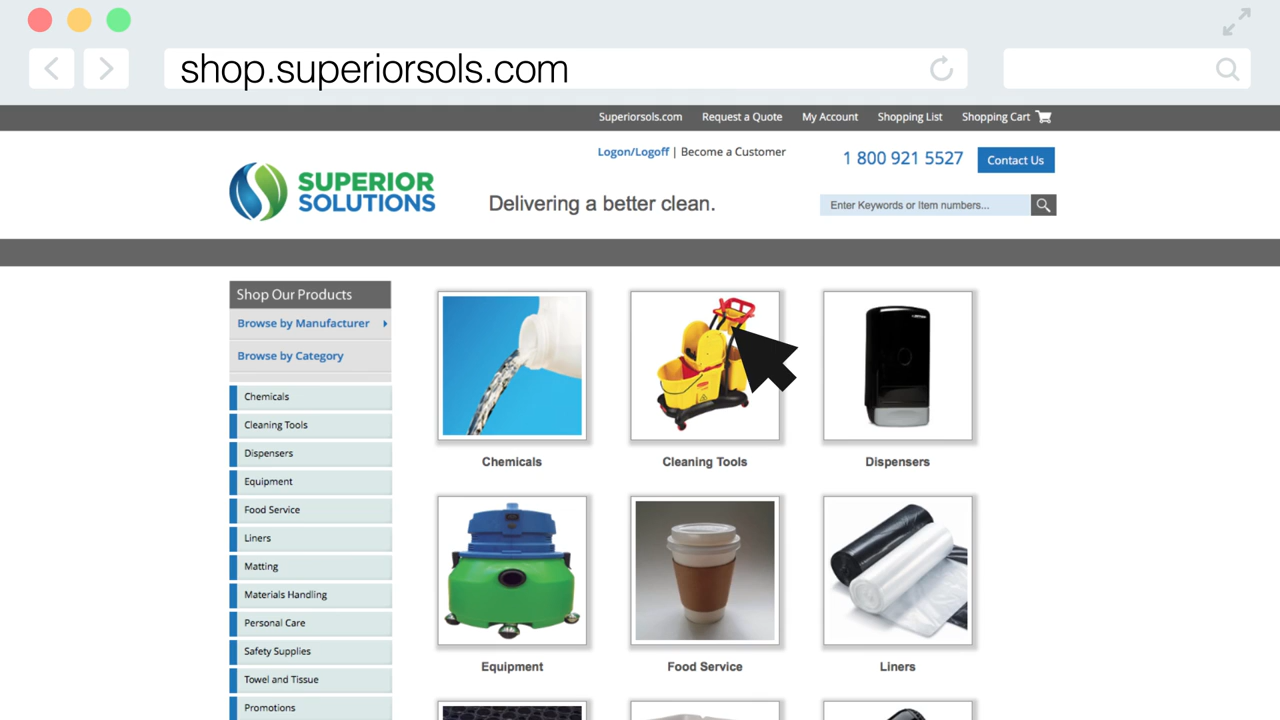 shop.superiorsols.com
Superiorsols.com Request a Quote My Account Shopping List Shopping Cart
Logon/Logoff | Become a Customer
1 800 921 5527
Contact Us
SUPERIOR
SOLUTIONS
Delivering a better clean.
Enter Keywords or Item numbers...
Shop Our Products
Browse by Manufacturer
Browse by Category
Chemicals
Cleaning Tools
Dispensers
Equipment
Food Service
Liners
Matting
Materials Handling
Personal Care
Safety Supplies
Towel and Tissue
Promotions
Chemicals
Cleaning Tools
Dispensers
Equipment
Food Service
Liners